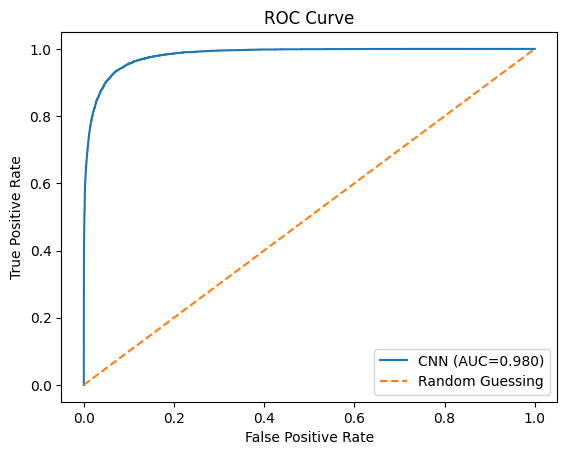 ROC Curve
1.0
0.8
0.6
0.4
0.2
0.0
True Positive Rate
CNN (AUC=0.980)
Random Guessing
0.0 0.2 0.4 0.6 0.8 1.0
False Positive Rate